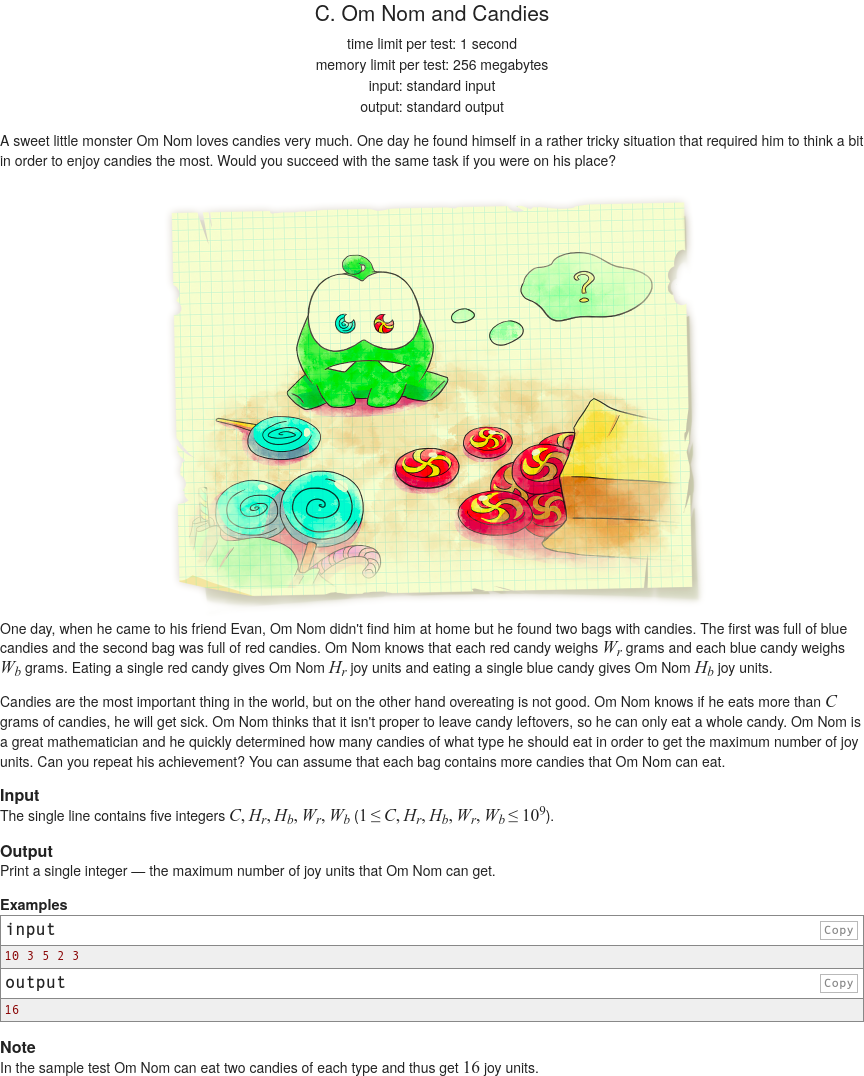 C. Om Nom and Candies
time limit per test: 1 second
memory limit per test: 256 megabytes
input: standard input
output: standard output
A sweet little monster Om Nom loves candies very much. One day he found himself in a rather tricky situation that required him to think a bit
in order to enjoy candies the most. Would you succeed with the same task if you were on his place?
?
One day, when he came to his friend Evan, Om Nom didn't find him at home but he found two bags with candies. The first was full of blue
candies and the second bag was full of red candies. Om Nom knows that each red candy weighs W_r grams and each blue candy weighs
W_b grams. Eating a single red candy gives Om Nom H_r joy units and eating a single blue candy gives Om Nom H_b joy units.
Candies are the most important thing in the world, but on the other hand overeating is not good. Om Nom knows if he eats more than C
grams of candies, he will get sick. Om Nom thinks that it isn't proper to leave candy leftovers, so he can only eat a whole candy. Om Nom is
a great mathematician and he quickly determined how many candies of what type he should eat in order to get the maximum number of joy
units. Can you repeat his achievement? You can assume that each bag contains more candies that Om Nom can eat.
Input
The single line contains five integers C, H_r, H_b, W_r, W_b (1 ≤ C, H_r, H_b, W_r, W_b ≤ 10^9).
Output
Print a single integer — the maximum number of joy units that Om Nom can get.
Examples
input Copy
10 3 5 2 3
output Copy
16
Note
In the sample test Om Nom can eat two candies of each type and thus get 16 joy units.